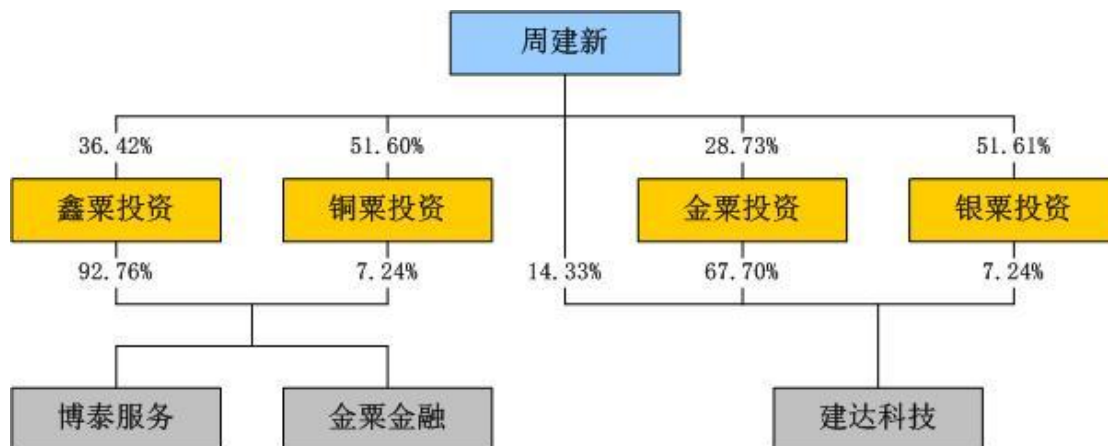 周建新
36.42% 51.60% 28.73% 51.61%
鑫粟投资 铜粟投资 金粟投资 银粟投资
92.76% 7.24% 14.33% 67.70% 7.24%
博泰服务 金粟金融 建达科技